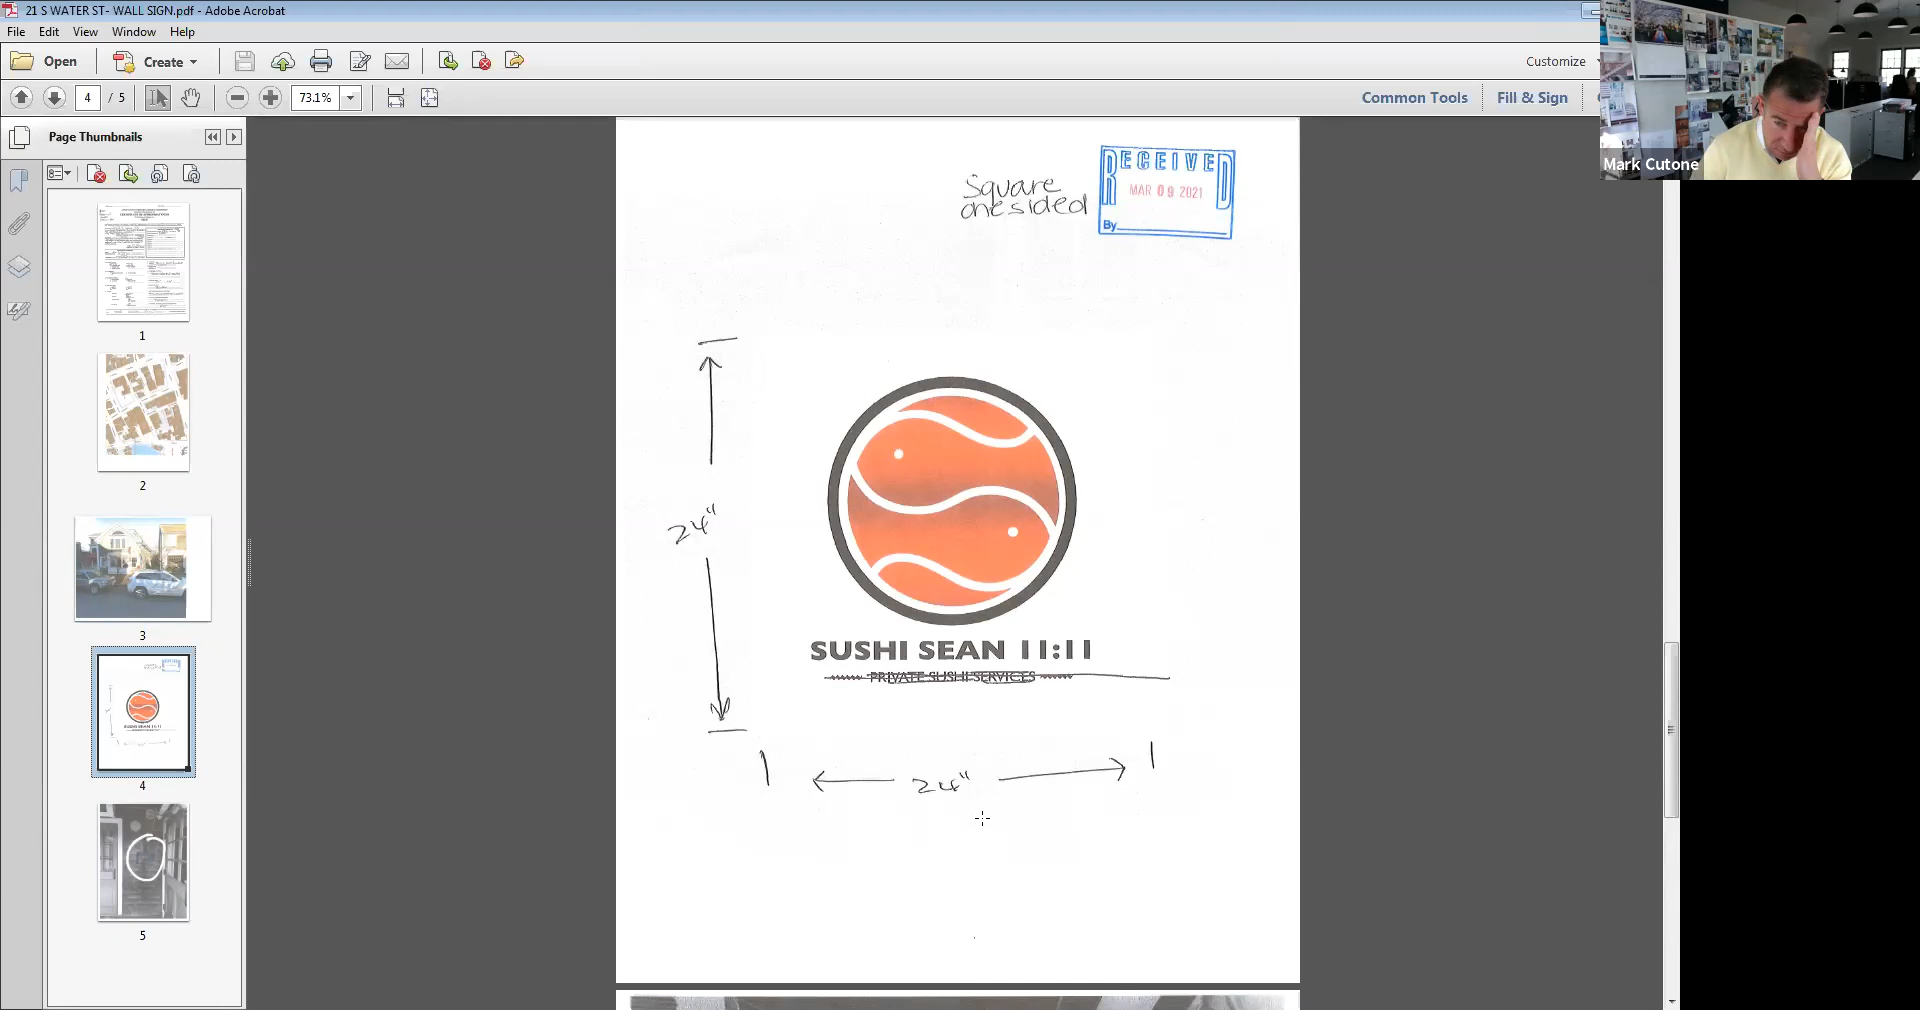 21 S WATER ST- WALL SIGN.pdf - Adobe Acrobat
File Edit View Window Help
Open Create Customize
4 / 5 73.1% Common Tools Fill & Sign
Mark Cutone
Page Thumbnails
1
2
3
4
5
Square
one sided
RECEIVED
MAR 09 2021
By
24"
SUSHI SEAN 11:11
PRIVATE SUSHI SERVICES
24"